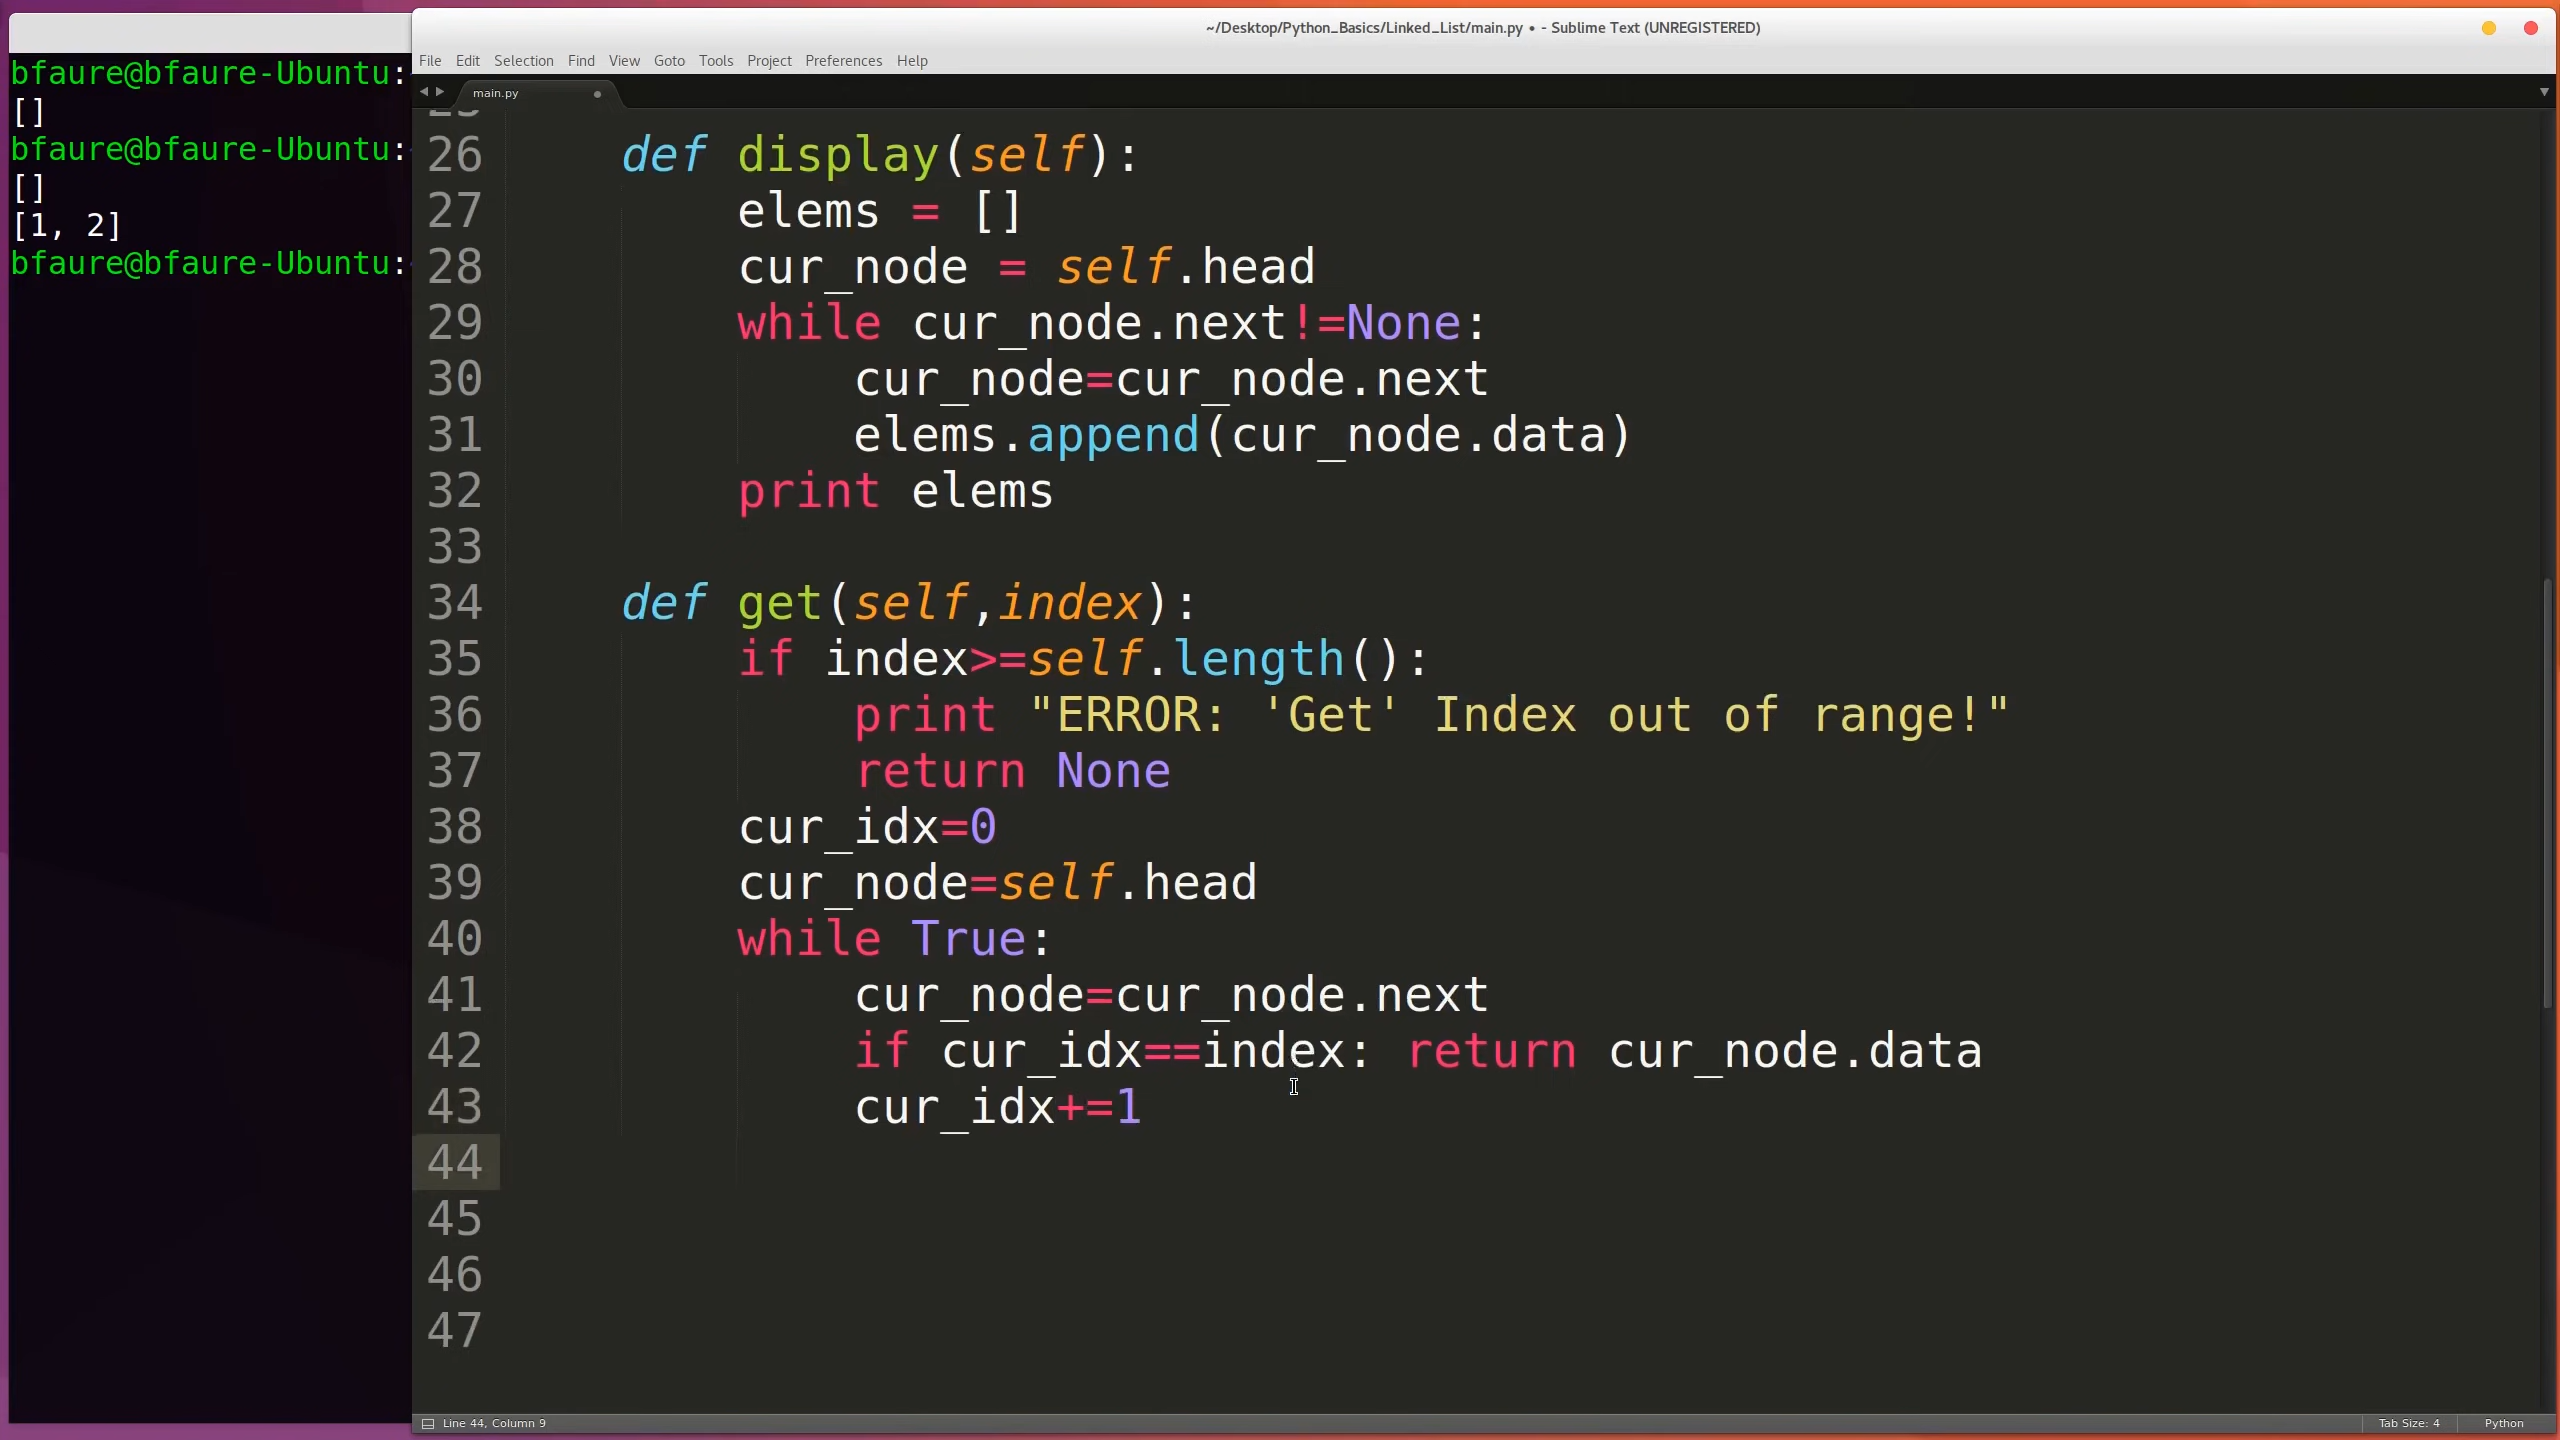 ~/Desktop/Python_Basics/Linked_List/main.py • - Sublime Text (UNREGISTERED)
File Edit Selection Find View Goto Tools Project Preferences Help
main.py
bfaure@bfaure-Ubuntu:
[]
bfaure@bfaure-Ubuntu:
[]
[1, 2]
bfaure@bfaure-Ubuntu:
26 def display(self):
27 elems = []
28 cur_node = self.head
29 while cur_node.next!=None:
30 cur_node=cur_node.next
31 elems.append(cur_node.data)
32 print elems
33
34 def get(self,index):
35 if index>=self.length():
36 print "ERROR: 'Get' Index out of range!"
37 return None
38 cur_idx=0
39 cur_node=self.head
40 while True:
41 cur_node=cur_node.next
42 if cur_idx==index: return cur_node.data
43 cur_idx+=1
44
45
46
47
Line 44, Column 9
Tab Size: 4
Python